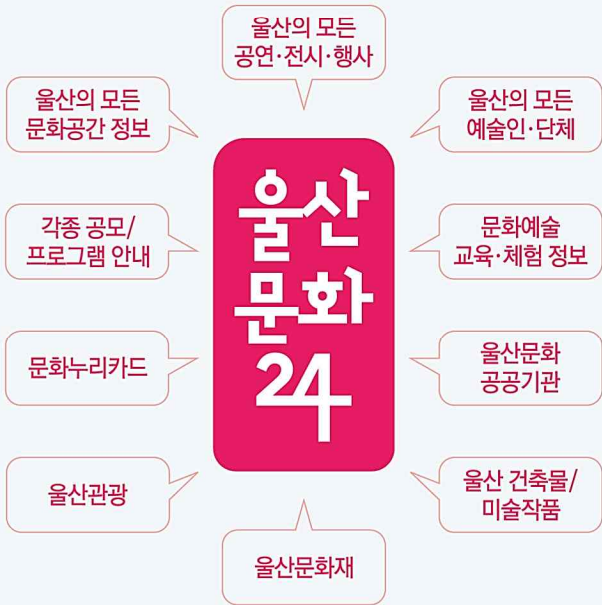 울산의 모든
공연·전시·행사
울산의 모든
문화공간 정보
울산의 모든
예술인·단체
각종 공모/
프로그램 안내
울산
문화
24
문화예술
교육·체험 정보
문화누리카드
울산문화
공공기관
울산관광
울산 건축물/
미술작품
울산문화재